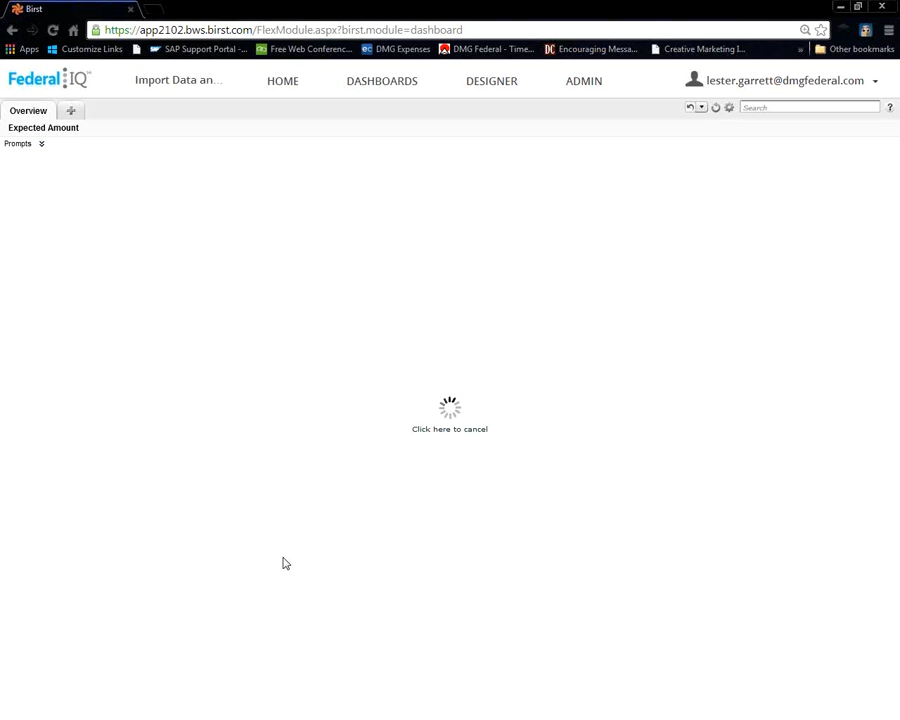 Birst
https://app2102.bws.birst.com/FlexModule.aspx?birst.module=dashboard
Apps Customize Links SAP Support Portal -... Free Web Conferenc... DMG Expenses DMG Federal - Time... Encouraging Messa... Creative Marketing I... » Other bookmarks
Federal IQ™ Import Data an... HOME DASHBOARDS DESIGNER ADMIN lester.garrett@dmgfederal.com
Overview + Search ?
Expected Amount
Prompts
Click here to cancel